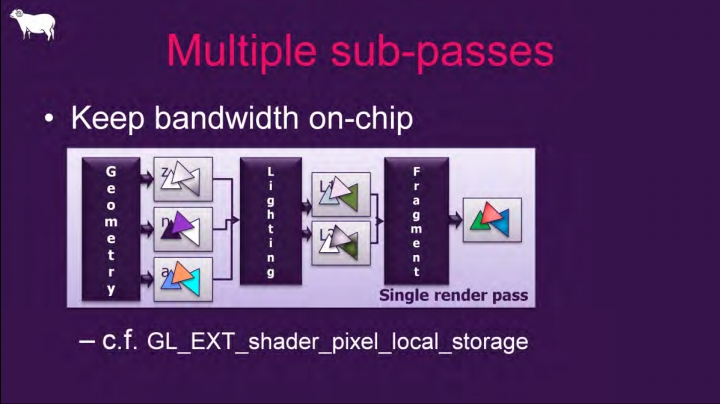 Multiple sub-passes
• Keep bandwidth on-chip
Geometry
z
n
a
Lighting
L1
L2
Fragment
Single render pass
– c.f. GL_EXT_shader_pixel_local_storage